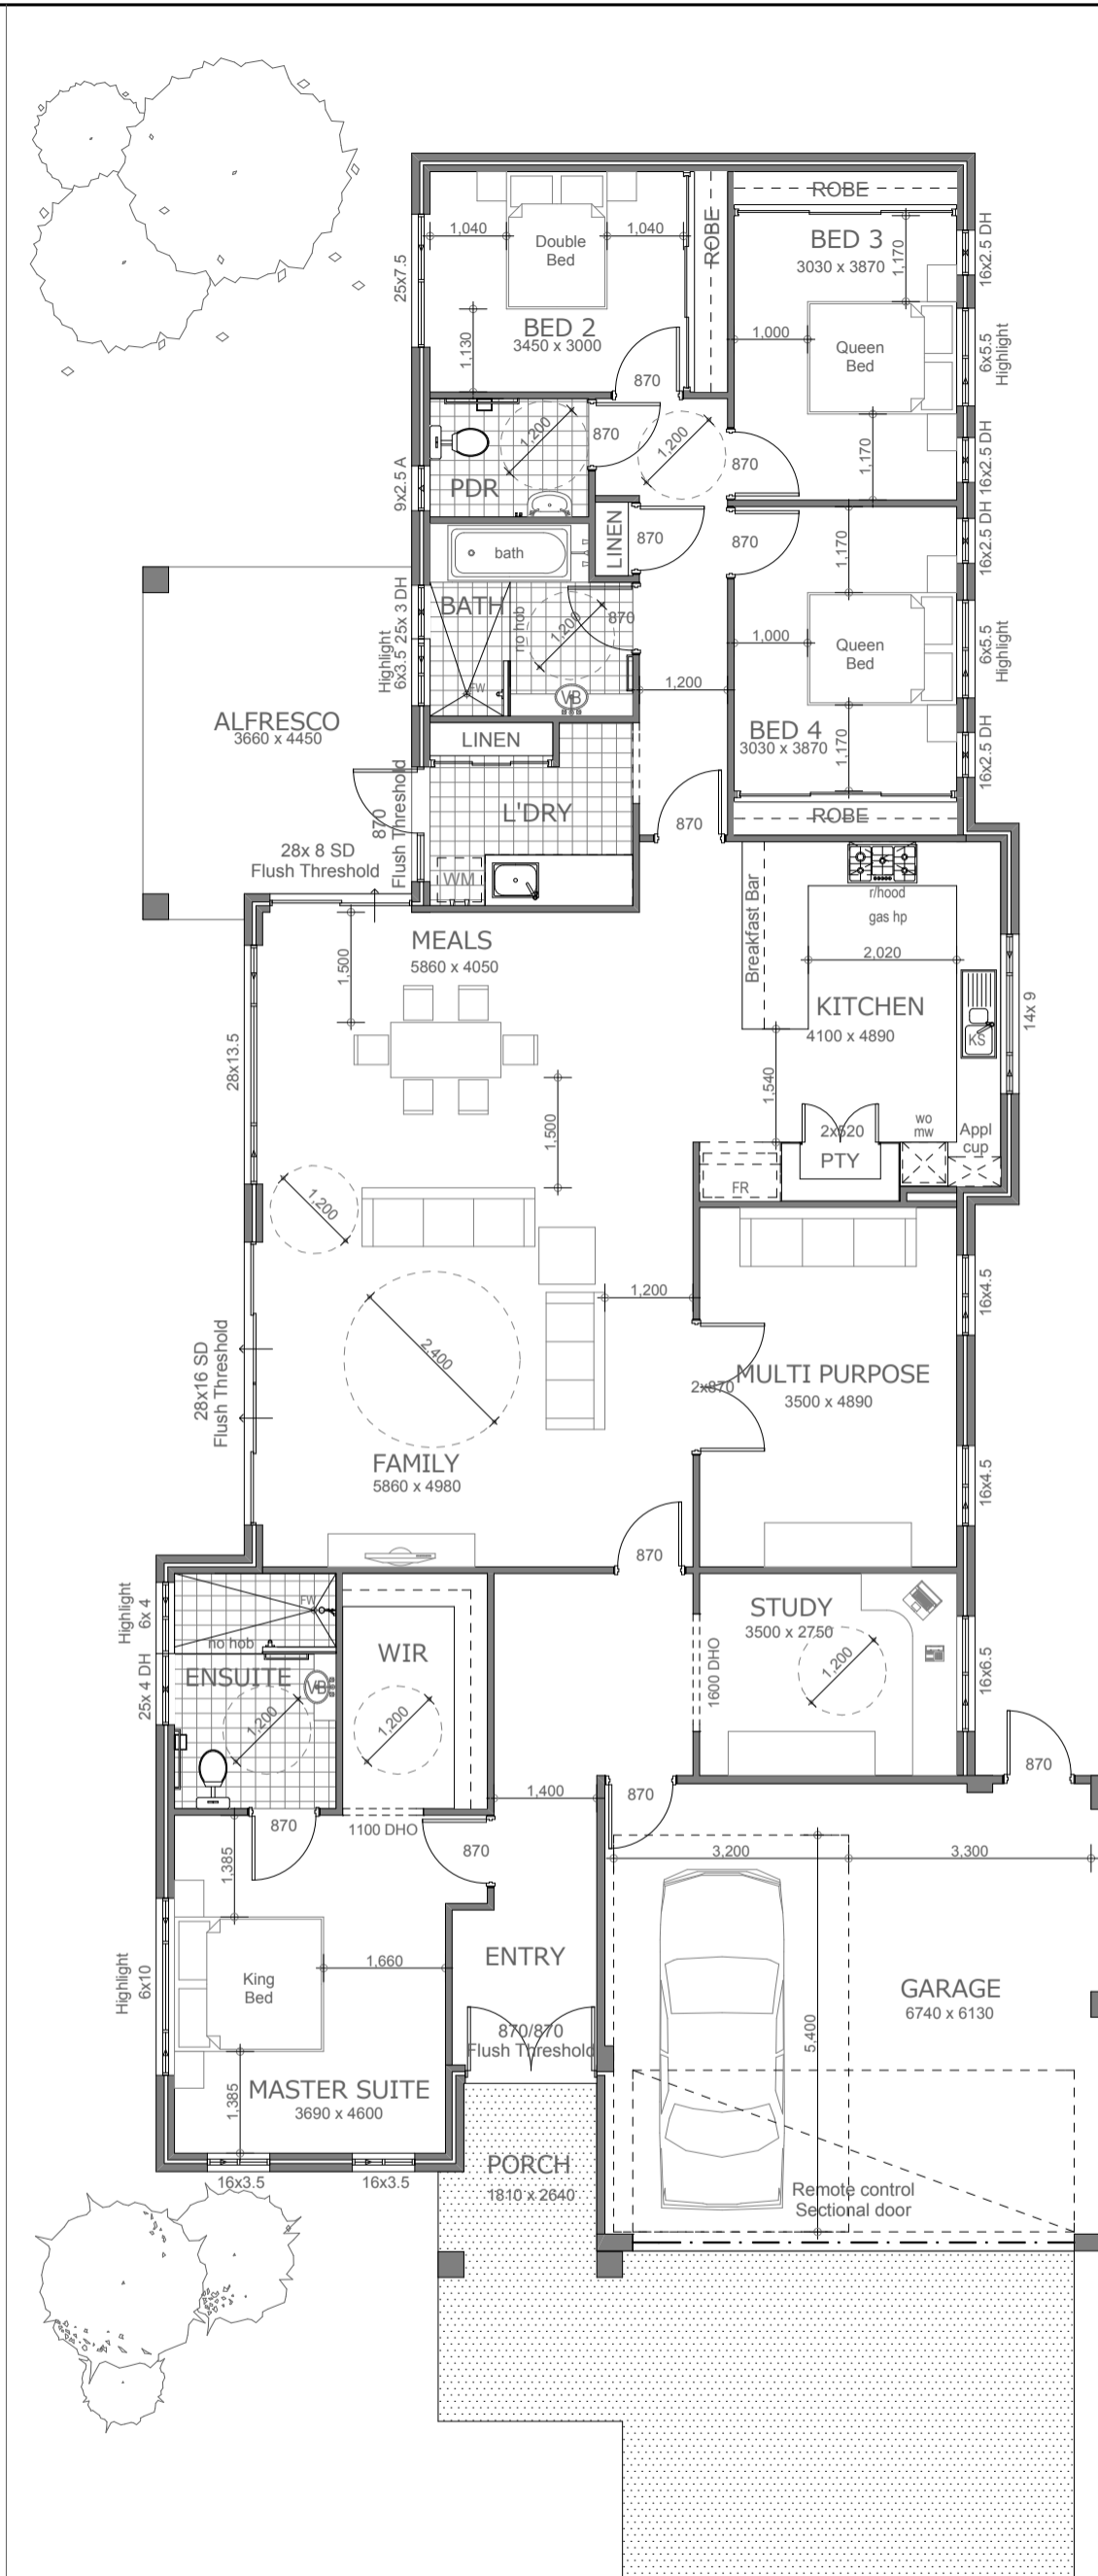 ROBE
BED 3
3030 x 3870
1,170
16x2.5 DH
ROBE
1,040
Double
Bed
1,040
25x7.5
BED 2
3450 x 3000
1,130
870
1,000
Queen
Bed
6x5.5
Highlight
1,170
16x2.5 DH
1,200
870
1,200
870
PDR
9x2.5 A
LINEN
870
870
16x2.5 DH
1,170
bath
BATH
no hob
1,200
870
25x 3 DH
Highlight
6x3.5
FW
VB
1,000
Queen
Bed
6x5.5
Highlight
1,200
BED 4
3030 x 3870
1,170
16x2.5 DH
ROBE
ALFRESCO
3660 x 4450
LINEN
L'DRY
870
Flush Threshold
870
28x 8 SD
Flush Threshold
WM
Breakfast Bar
r/hood
gas hp
2,020
MEALS
5860 x 4050
1,500
KITCHEN
4100 x 4890
KS
14x 9
28x13.5
1,540
1,500
2x620
PTY
wo
mw
Appl
cup
FR
1,200
1,200
16x4.5
2,400
28x16 SD
Flush Threshold
2x870
MULTI PURPOSE
3500 x 4890
FAMILY
5860 x 4980
16x4.5
870
Highlight
6x 4
FW
no hob
ENSUITE
VB
1,200
25x 4 DH
WIR
1,200
STUDY
3500 x 2750
1,200
1600 DHO
16x6.5
870
870
1100 DHO
870
1,400
870
1,385
3,200
3,300
King
Bed
1,660
Highlight
6x10
ENTRY
870/870
Flush Threshold
GARAGE
6740 x 6130
5,400
MASTER SUITE
3690 x 4600
1,385
16x3.5
16x3.5
PORCH
1810 x 2640
Remote control
Sectional door